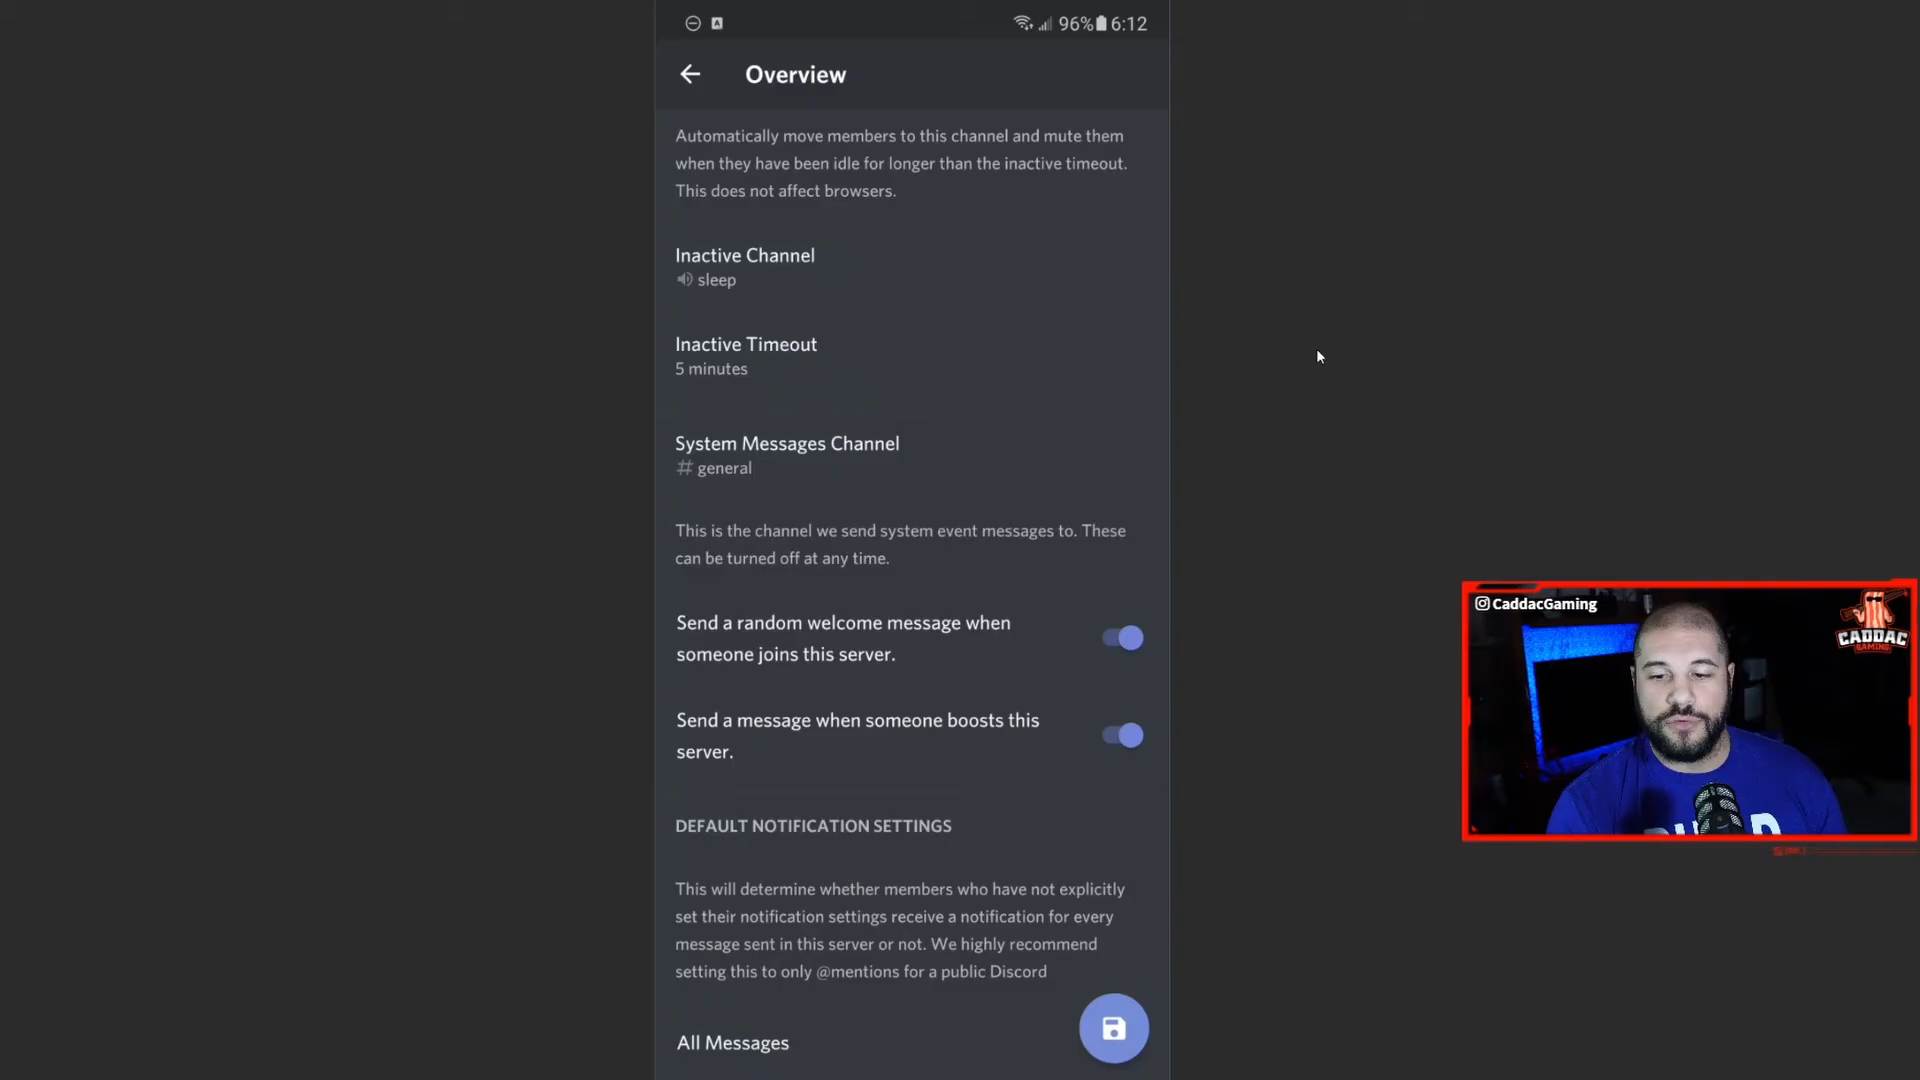 96% 6:12
Overview
Automatically move members to this channel and mute them
when they have been idle for longer than the inactive timeout.
This does not affect browsers.
Inactive Channel
sleep
Inactive Timeout
5 minutes
System Messages Channel
# general
This is the channel we send system event messages to. These
can be turned off at any time.
Send a random welcome message when
someone joins this server.
Send a message when someone boosts this
server.
DEFAULT NOTIFICATION SETTINGS
This will determine whether members who have not explicitly
set their notification settings receive a notification for every
message sent in this server or not. We highly recommend
setting this to only @mentions for a public Discord
All Messages
CaddacGaming
CADDAC
GAMING